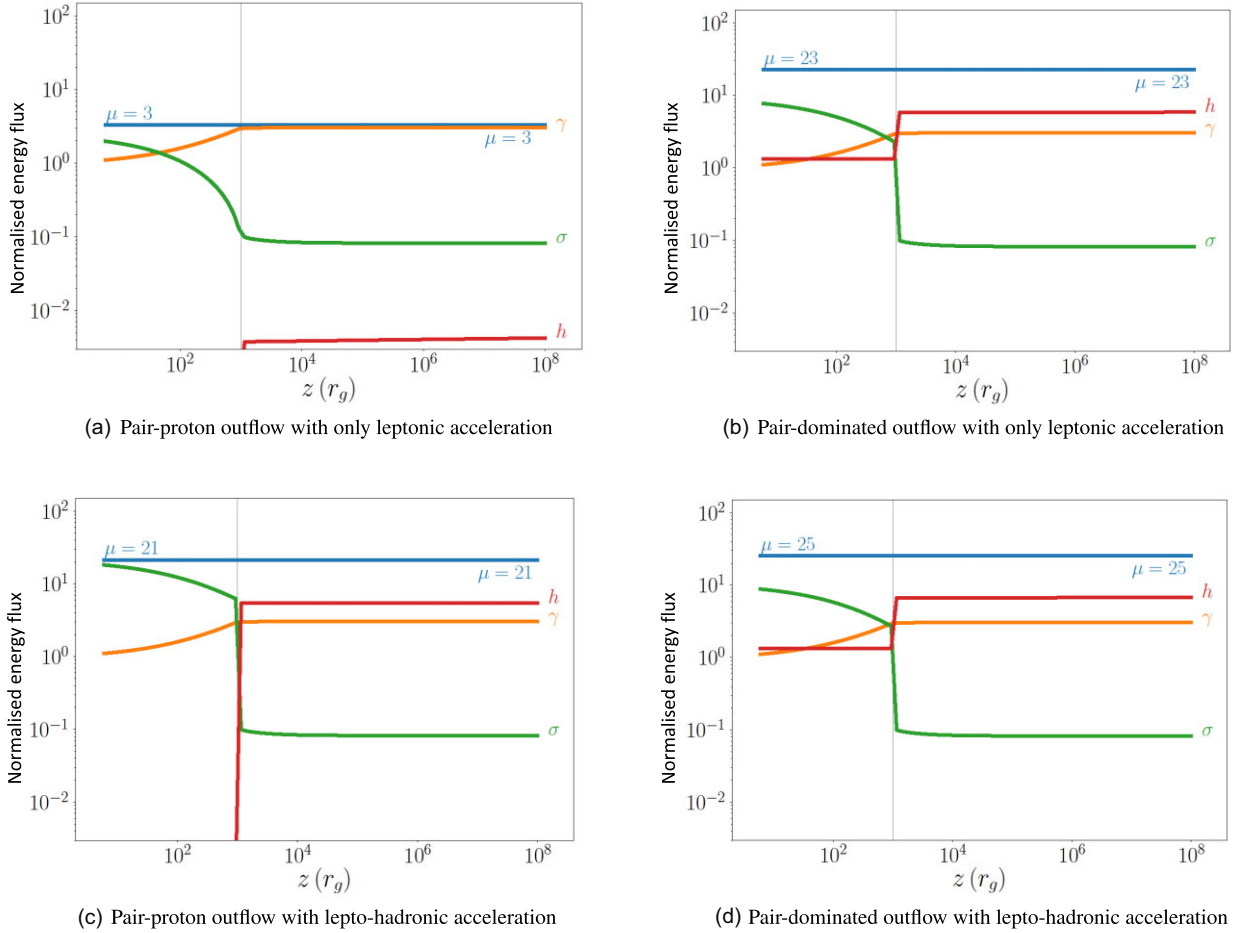 Normalised energy flux
10²
10¹
10⁰
10⁻¹
10⁻²
μ = 3
μ = 3
γ
σ
h
10² 10⁴ 10⁶ 10⁸
z (r_g)
(a) Pair-proton outflow with only leptonic acceleration
Normalised energy flux
10²
10¹
10⁰
10⁻¹
10⁻²
μ = 23
μ = 23
h
γ
σ
10² 10⁴ 10⁶ 10⁸
z (r_g)
(b) Pair-dominated outflow with only leptonic acceleration
Normalised energy flux
10²
10¹
10⁰
10⁻¹
10⁻²
μ = 21
μ = 21
h
γ
σ
10² 10⁴ 10⁶ 10⁸
z (r_g)
(c) Pair-proton outflow with lepto-hadronic acceleration
Normalised energy flux
10²
10¹
10⁰
10⁻¹
10⁻²
μ = 25
μ = 25
h
γ
σ
10² 10⁴ 10⁶ 10⁸
z (r_g)
(d) Pair-dominated outflow with lepto-hadronic acceleration